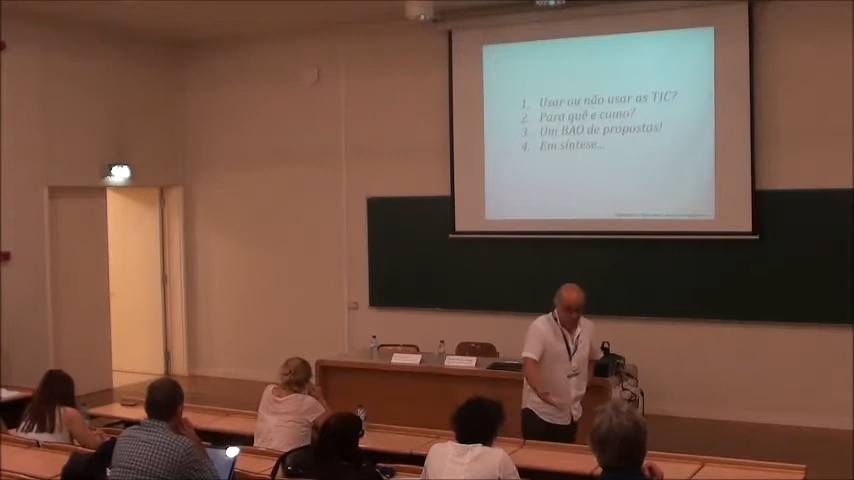 1. Usar ou não usar as TIC?
2. Para quê e como?
3. Um BAO de propostas!
4. Em síntese...